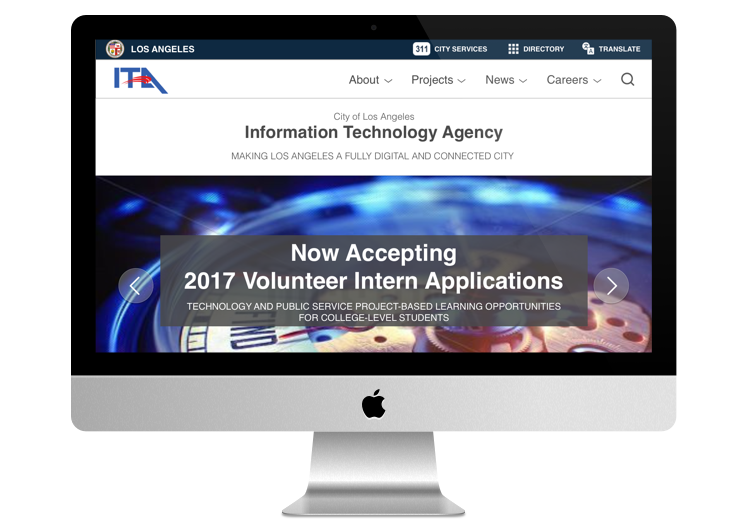 LOS ANGELES
311 CITY SERVICES
DIRECTORY
TRANSLATE
ITA
About
Projects
News
Careers
City of Los Angeles
Information Technology Agency
MAKING LOS ANGELES A FULLY DIGITAL AND CONNECTED CITY
Now Accepting
2017 Volunteer Intern Applications
TECHNOLOGY AND PUBLIC SERVICE PROJECT-BASED LEARNING OPPORTUNITIES
FOR COLLEGE-LEVEL STUDENTS
FIND